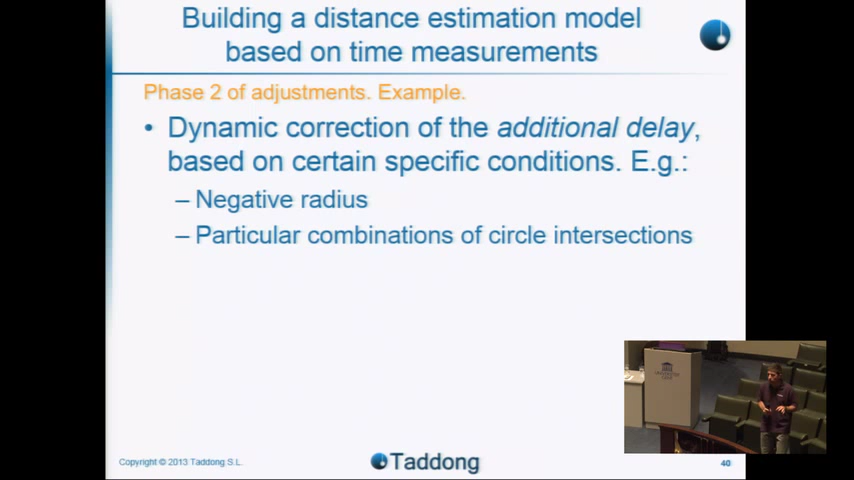 Building a distance estimation model
based on time measurements
Phase 2 of adjustments. Example.
• Dynamic correction of the additional delay,
based on certain specific conditions. E.g.:
– Negative radius
– Particular combinations of circle intersections
Copyright © 2013 Taddong S.L.
Taddong
40